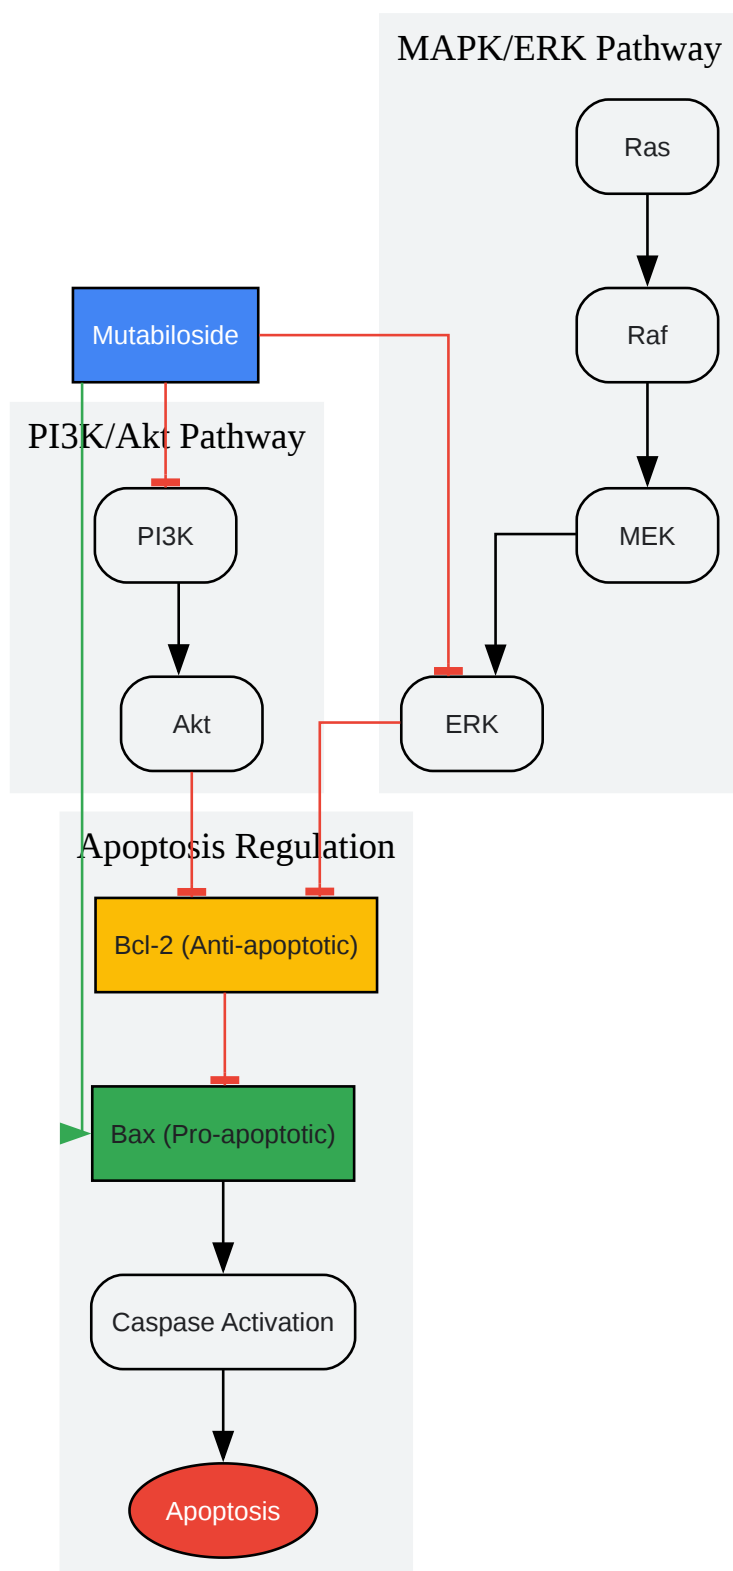 MAPK/ERK Pathway
Ras
Mutabiloside
Raf
PI3K/Akt Pathway
PI3K
MEK
Akt
ERK
Apoptosis Regulation
Bcl-2 (Anti-apoptotic)
Bax (Pro-apoptotic)
Caspase Activation
Apoptosis